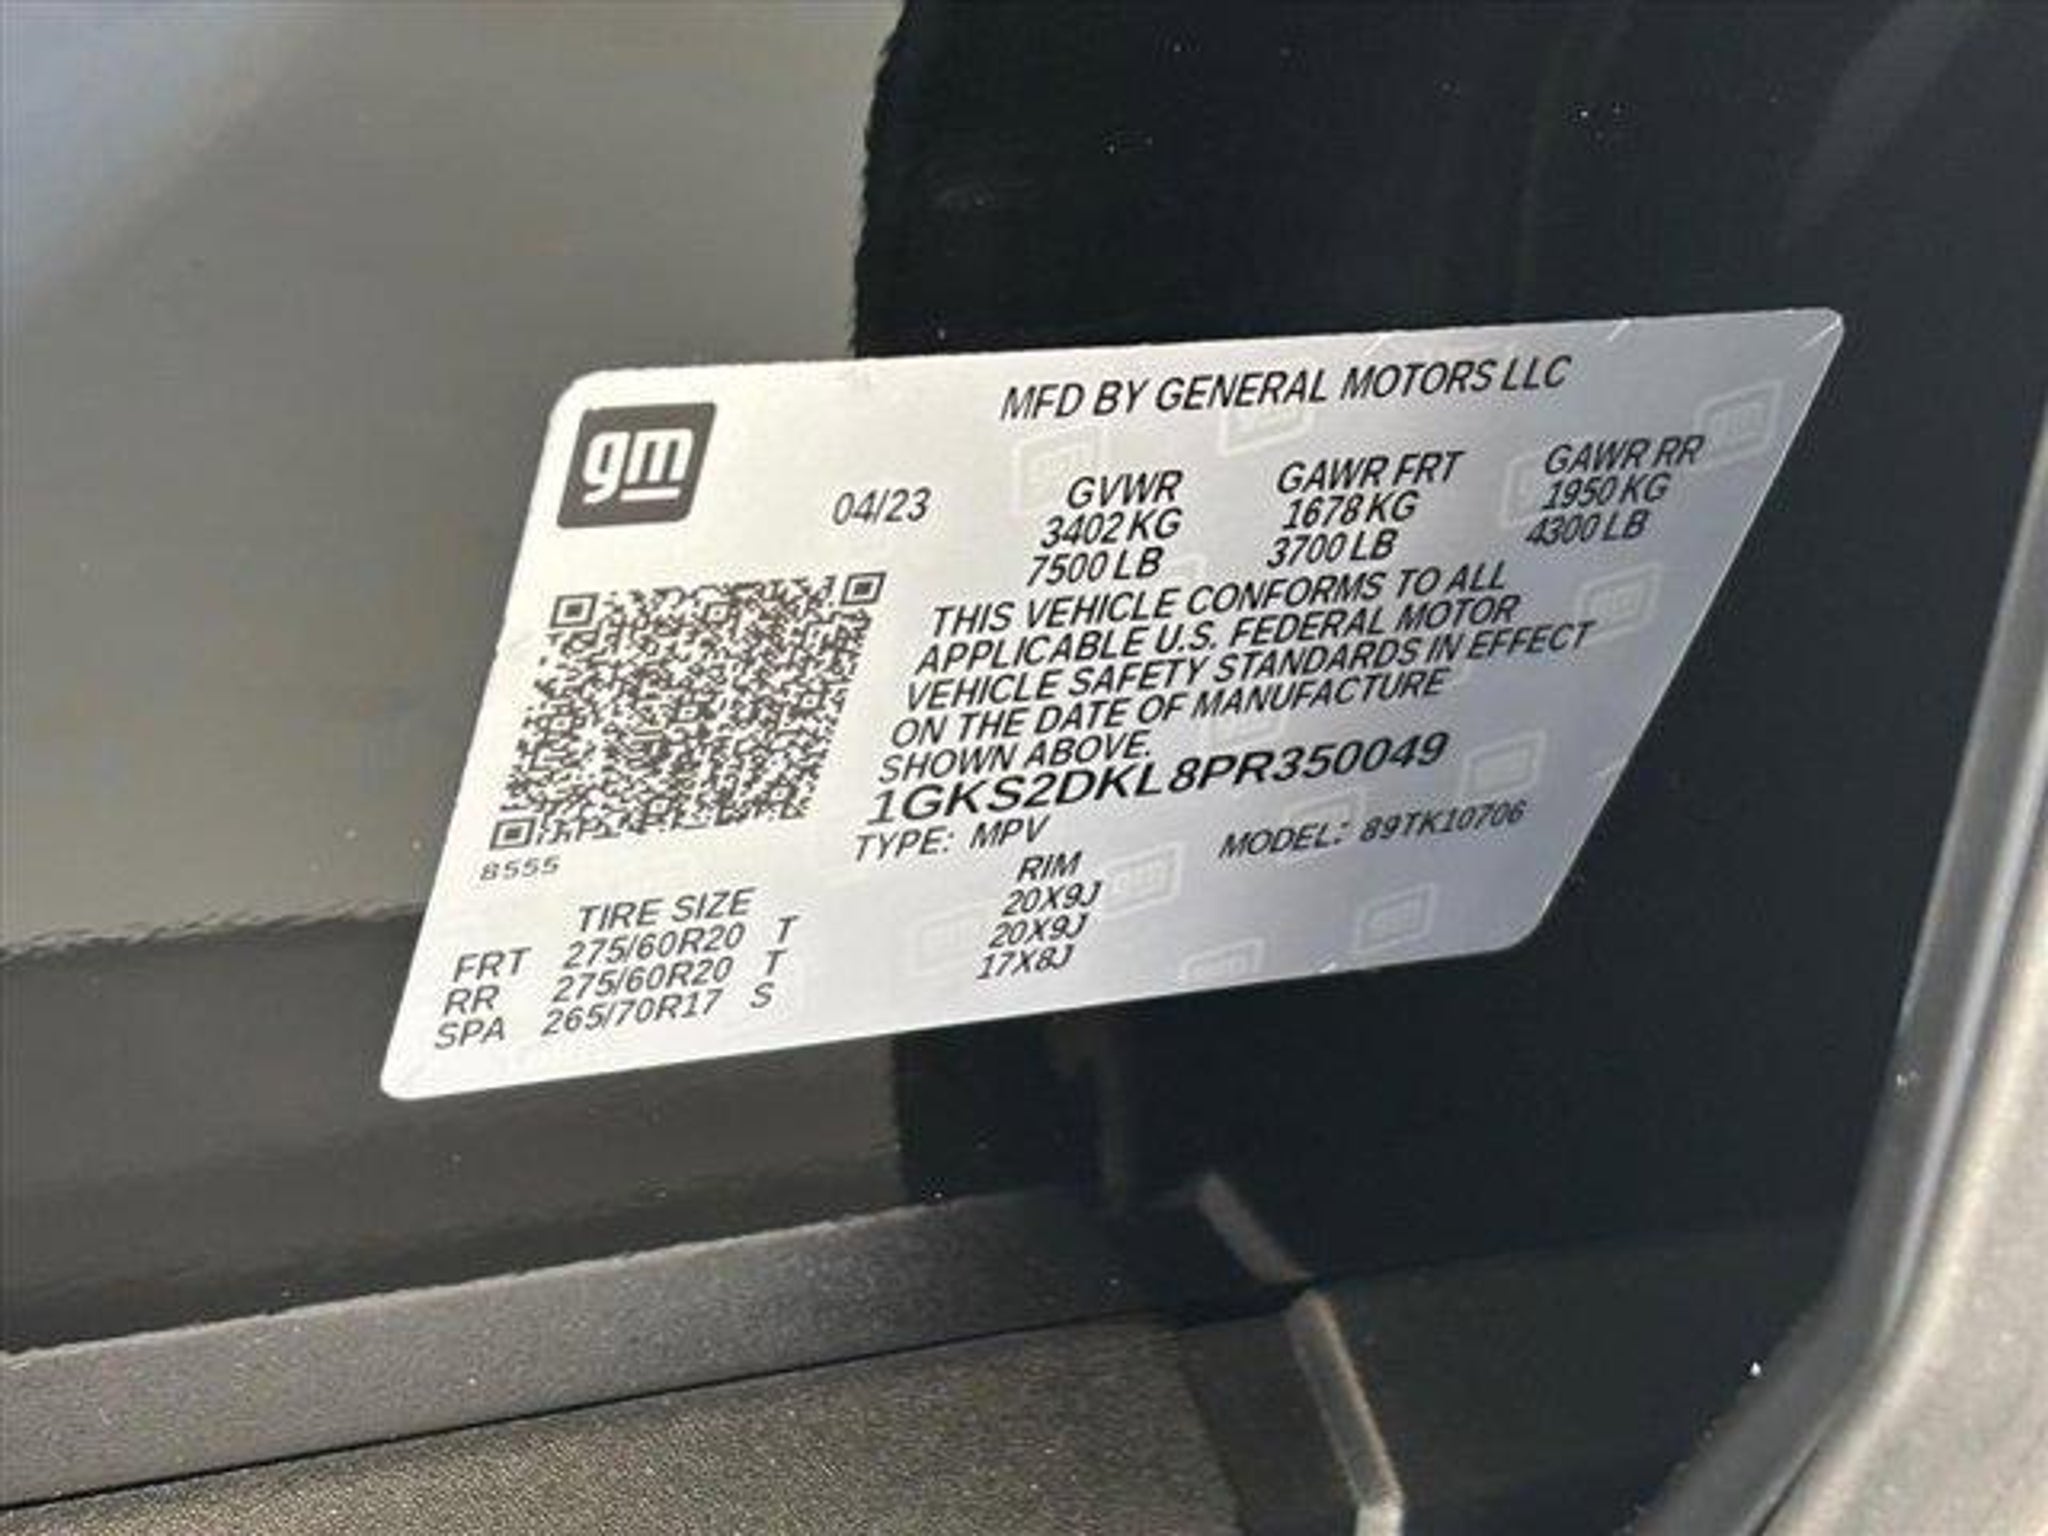 gm
MFD BY GENERAL MOTORS LLC
04/23 GVWR GAWR FRT GAWR RR
3402 KG 1678 KG 1950 KG
7500 LB 3700 LB 4300 LB
THIS VEHICLE CONFORMS TO ALL
APPLICABLE U.S. FEDERAL MOTOR
VEHICLE SAFETY STANDARDS IN EFFECT
ON THE DATE OF MANUFACTURE
SHOWN ABOVE.
1GKS2DKL8PR350049
TYPE: MPV MODEL: 89TK10706
8555
TIRE SIZE RIM
FRT 275/60R20 T 20X9J
RR 275/60R20 T 20X9J
SPA 265/70R17 S 17X8J